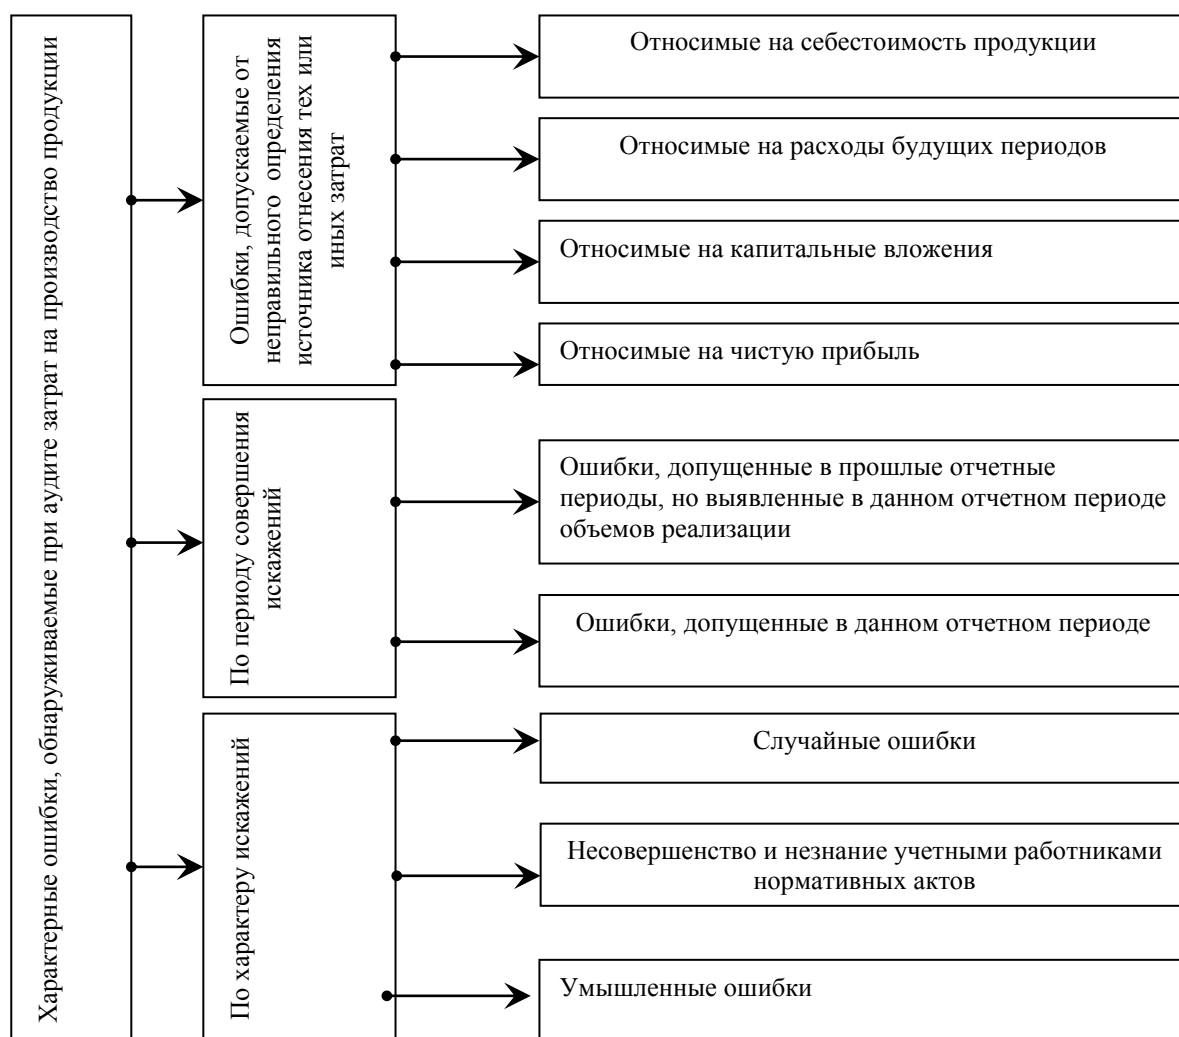 Характерные ошибки, обнаруживаемые при аудите затрат на производство продукции
Ошибки, допускаемые от
неправильного определения
источника отнесения тех или
иных затрат
Относимые на себестоимость продукции
Относимые на расходы будущих периодов
Относимые на капитальные вложения
Относимые на чистую прибыль
По периоду совершения
искажений
Ошибки, допущенные в прошлые отчетные
периоды, но выявленные в данном отчетном периоде
объемов реализации
Ошибки, допущенные в данном отчетном периоде
По характеру искажений
Случайные ошибки
Несовершенство и незнание учетными работниками
нормативных актов
Умышленные ошибки